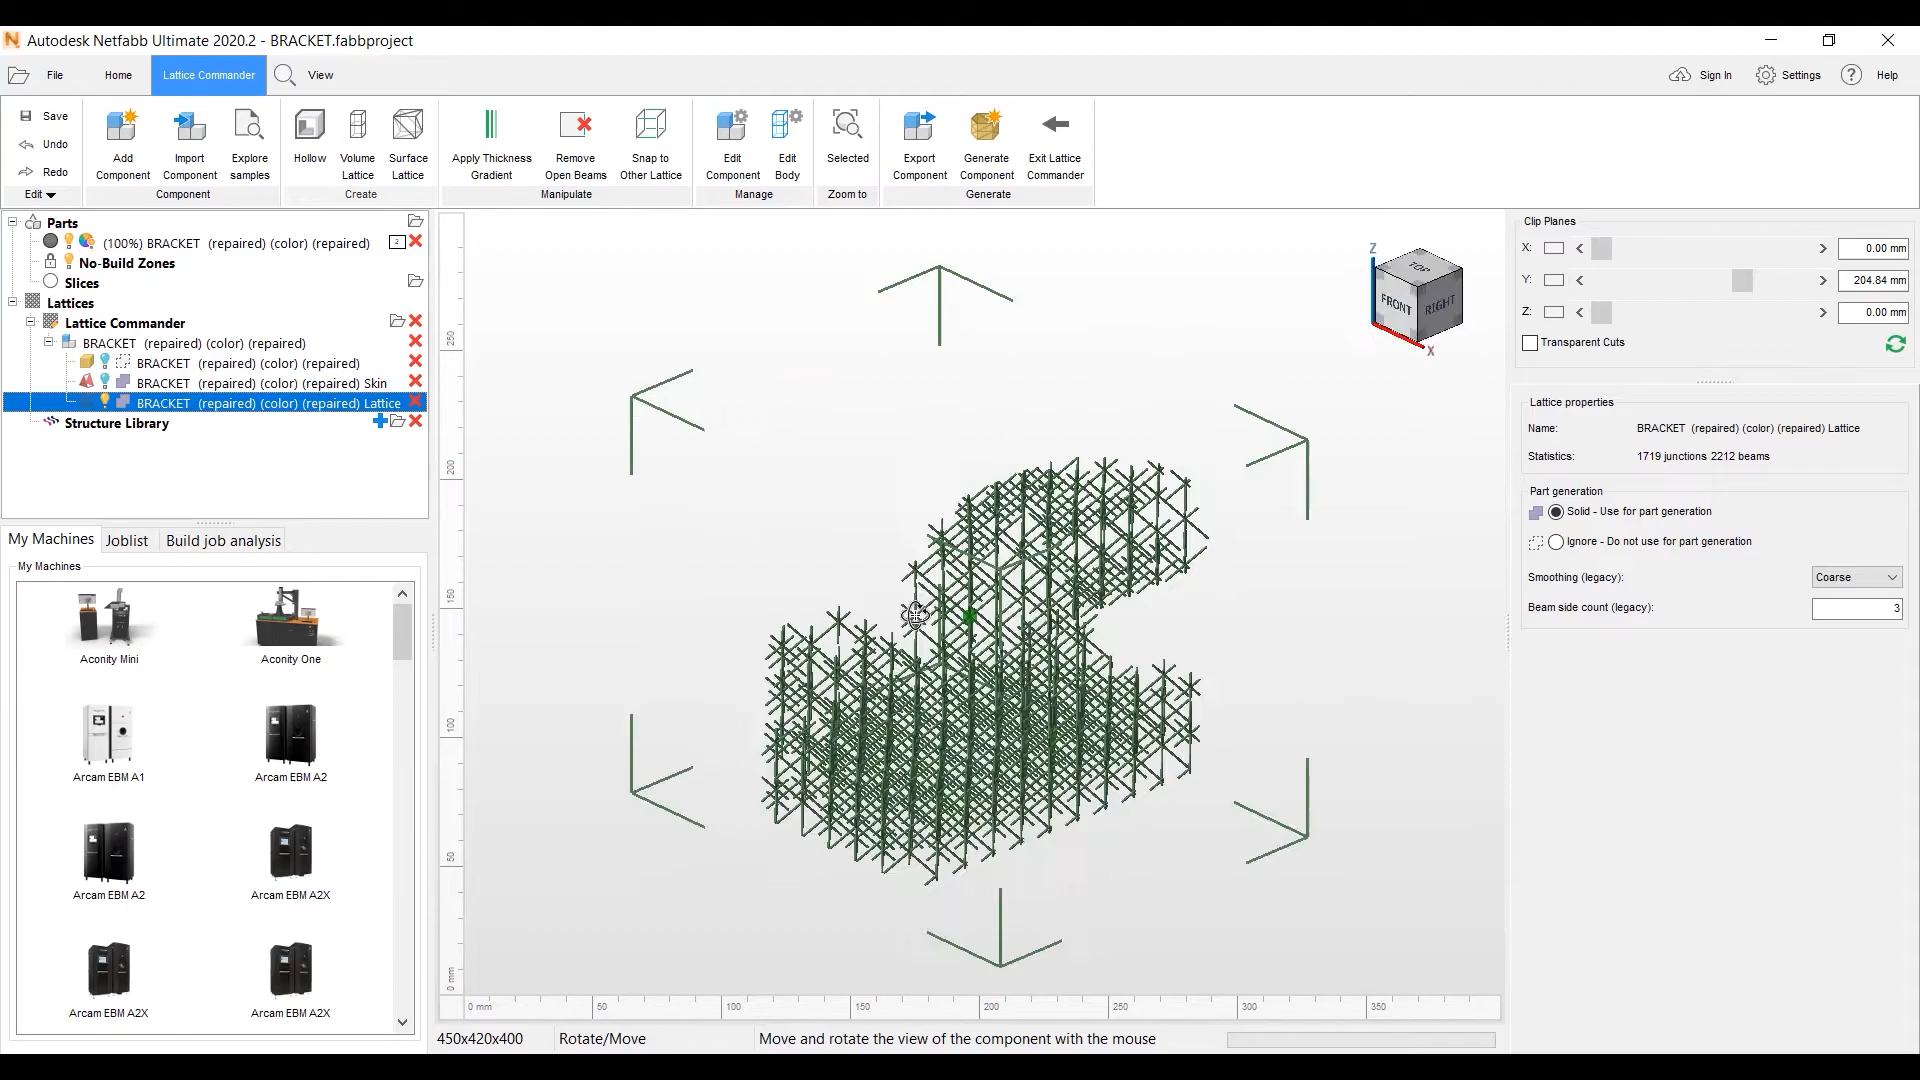 Autodesk Netfabb Ultimate 2020.2 - BRACKET.fabbproject
File Home Lattice Commander View Sign In Settings Help
Save
Undo
Redo
Edit
Add Component
Import Component
Explore samples
Component
Hollow
Volume Lattice
Surface Lattice
Create
Apply Thickness Gradient
Remove Open Beams
Snap to Other Lattice
Manipulate
Edit Component
Edit Body
Manage
Selected
Zoom to
Export Component
Generate Component
Exit Lattice Commander
Generate
Parts
(100%) BRACKET (repaired) (color) (repaired) 2
No-Build Zones
Slices
Lattices
Lattice Commander
BRACKET (repaired) (color) (repaired)
BRACKET (repaired) (color) (repaired)
BRACKET (repaired) (color) (repaired) Skin
BRACKET (repaired) (color) (repaired) Lattice
Structure Library
My Machines Joblist Build job analysis
My Machines
Aconity Mini Aconity One
Arcam EBM A1 Arcam EBM A2
Arcam EBM A2 Arcam EBM A2X
Arcam EBM A2X Arcam EBM A2X
250
200
150
100
50
0 mm
0 mm 50 100 150 200 250 300 350
Z
TOP
FRONT RIGHT
X
450x420x400 Rotate/Move Move and rotate the view of the component with the mouse
Clip Planes
X: 0.00 mm
Y: 204.84 mm
Z: 0.00 mm
Transparent Cuts
Lattice properties
Name: BRACKET (repaired) (color) (repaired) Lattice
Statistics: 1719 junctions 2212 beams
Part generation
Solid - Use for part generation
Ignore - Do not use for part generation
Smoothing (legacy): Coarse
Beam side count (legacy): 3